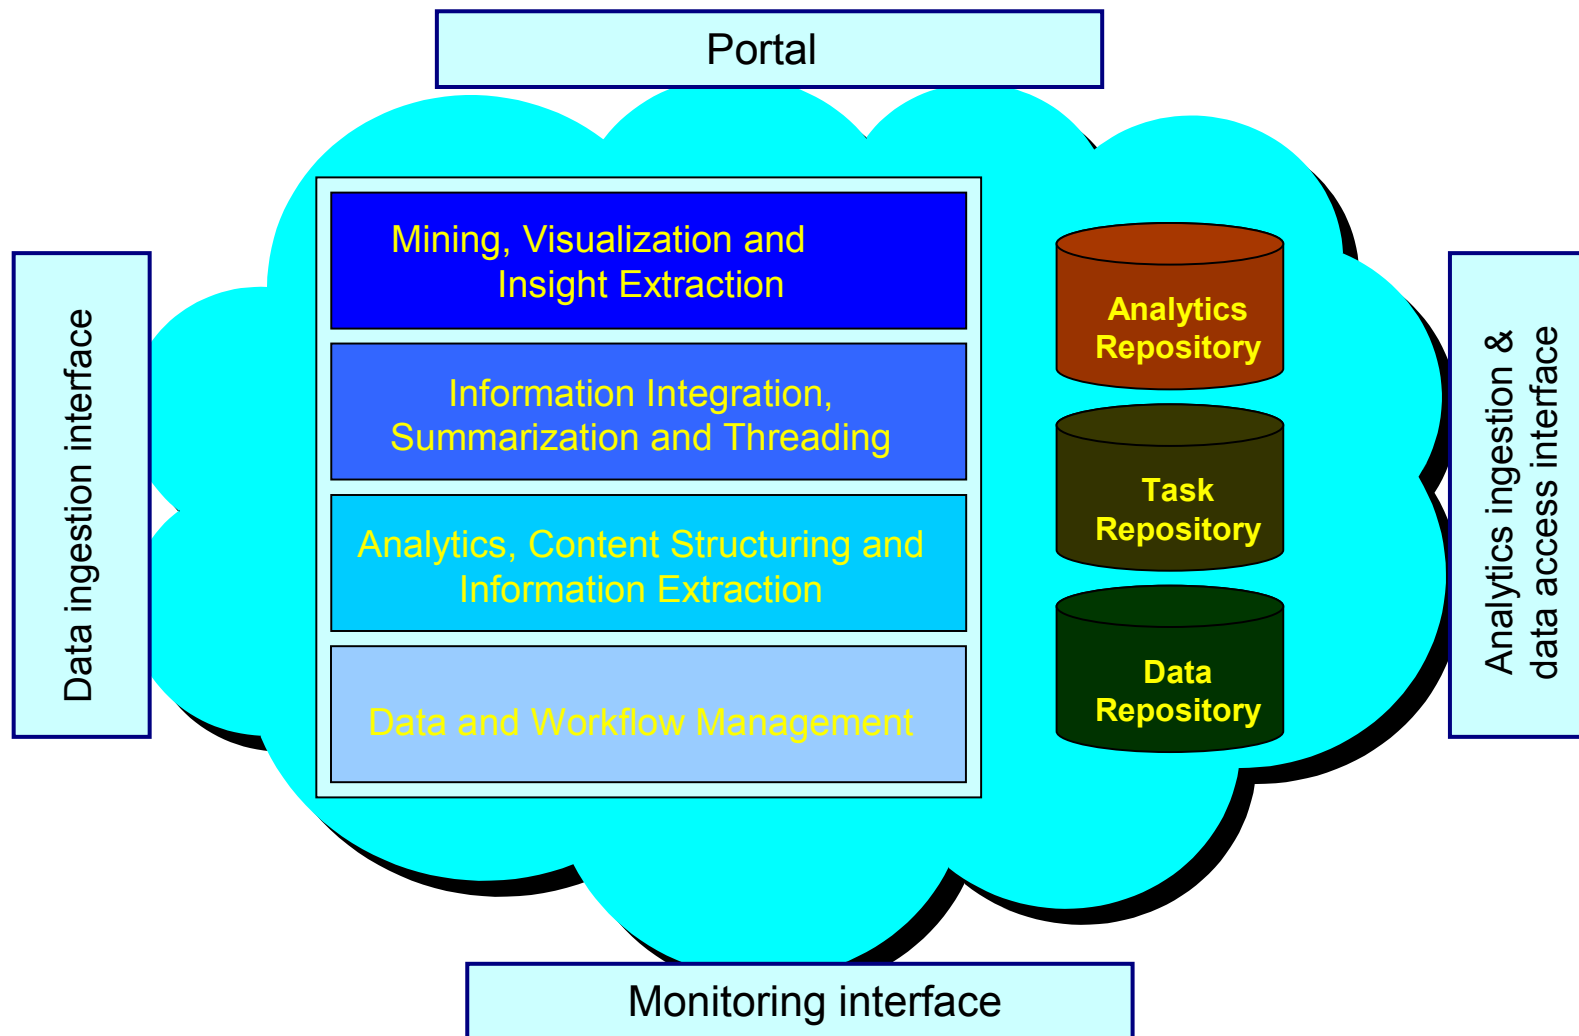 Portal
Data ingestion interface
Mining, Visualization and
Insight Extraction
Information Integration,
Summarization and Threading
Analytics, Content Structuring and
Information Extraction
Data and Workflow Management
Analytics
Repository
Task
Repository
Data
Repository
Analytics ingestion &
data access interface
Monitoring interface